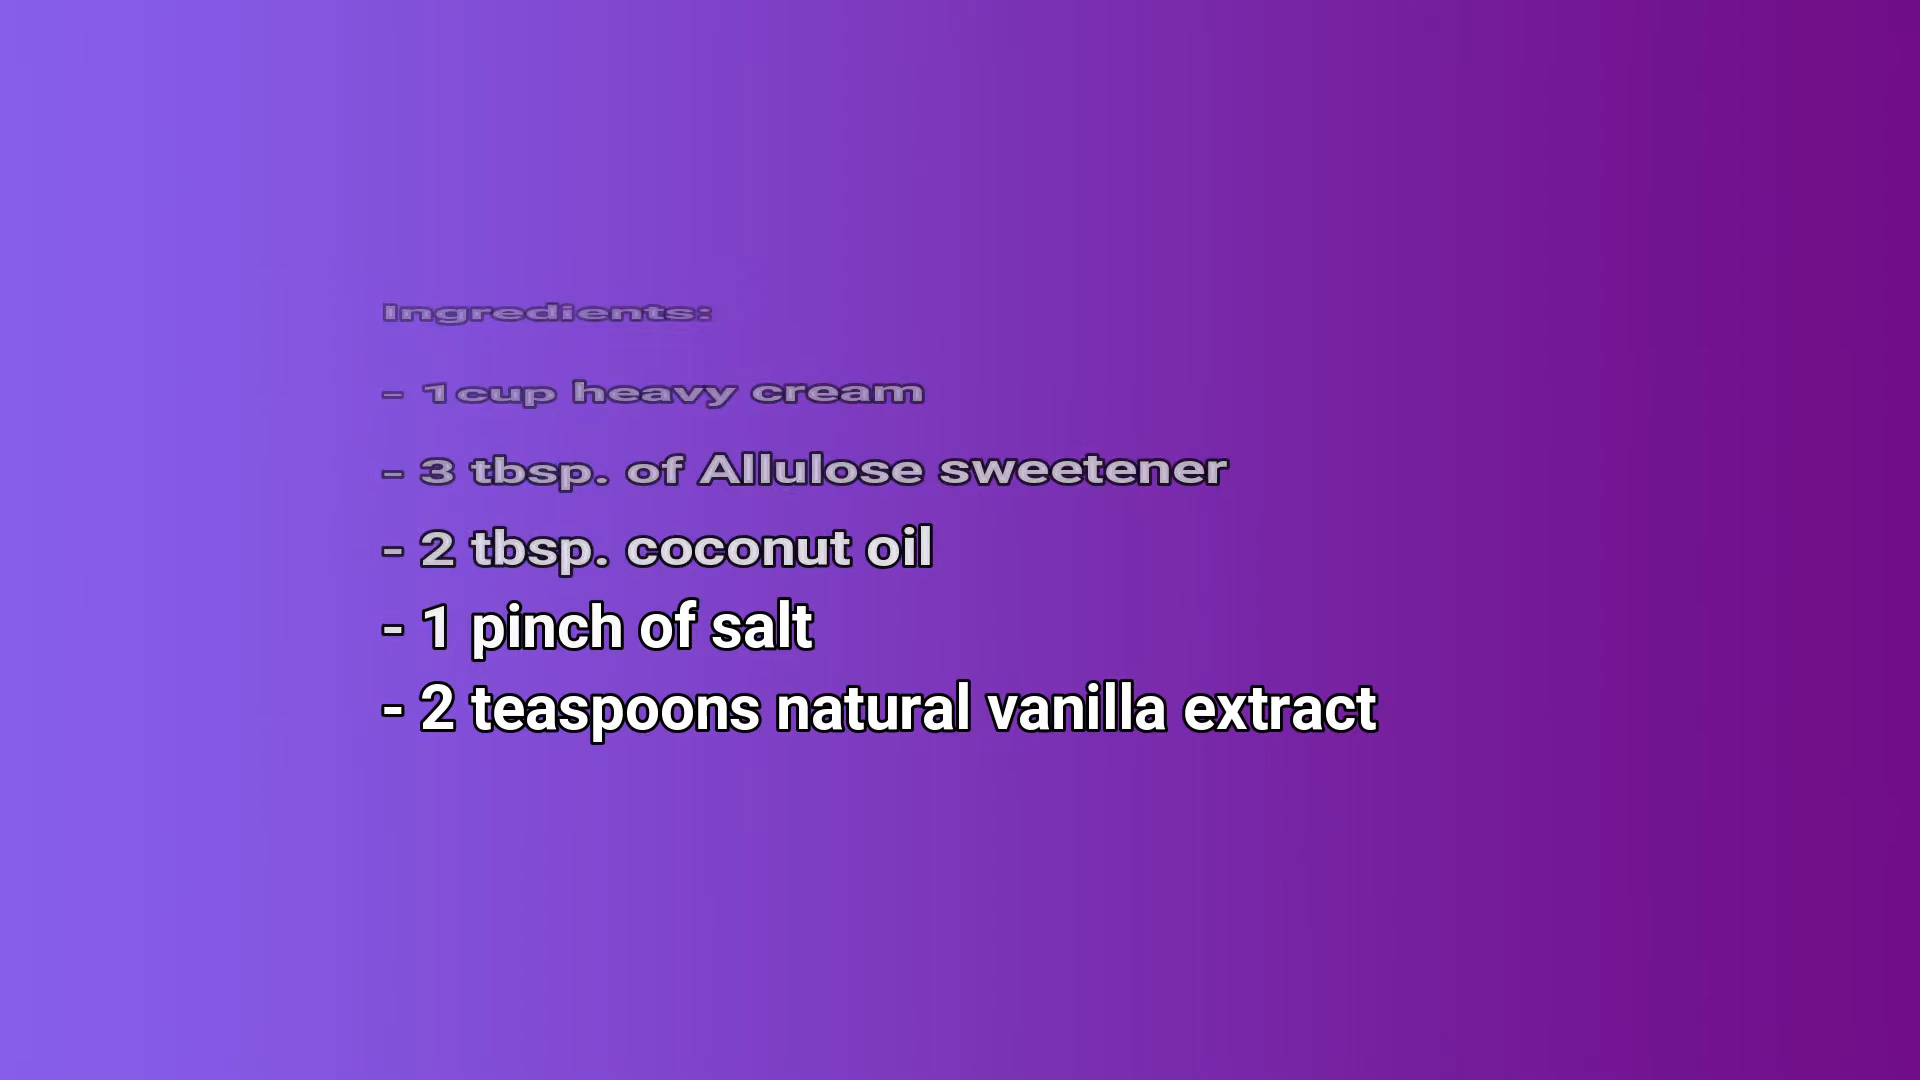 Ingredients:
- 1 cup heavy cream
- 3 tbsp. of Allulose sweetener
- 2 tbsp. coconut oil
- 1 pinch of salt
- 2 teaspoons natural vanilla extract